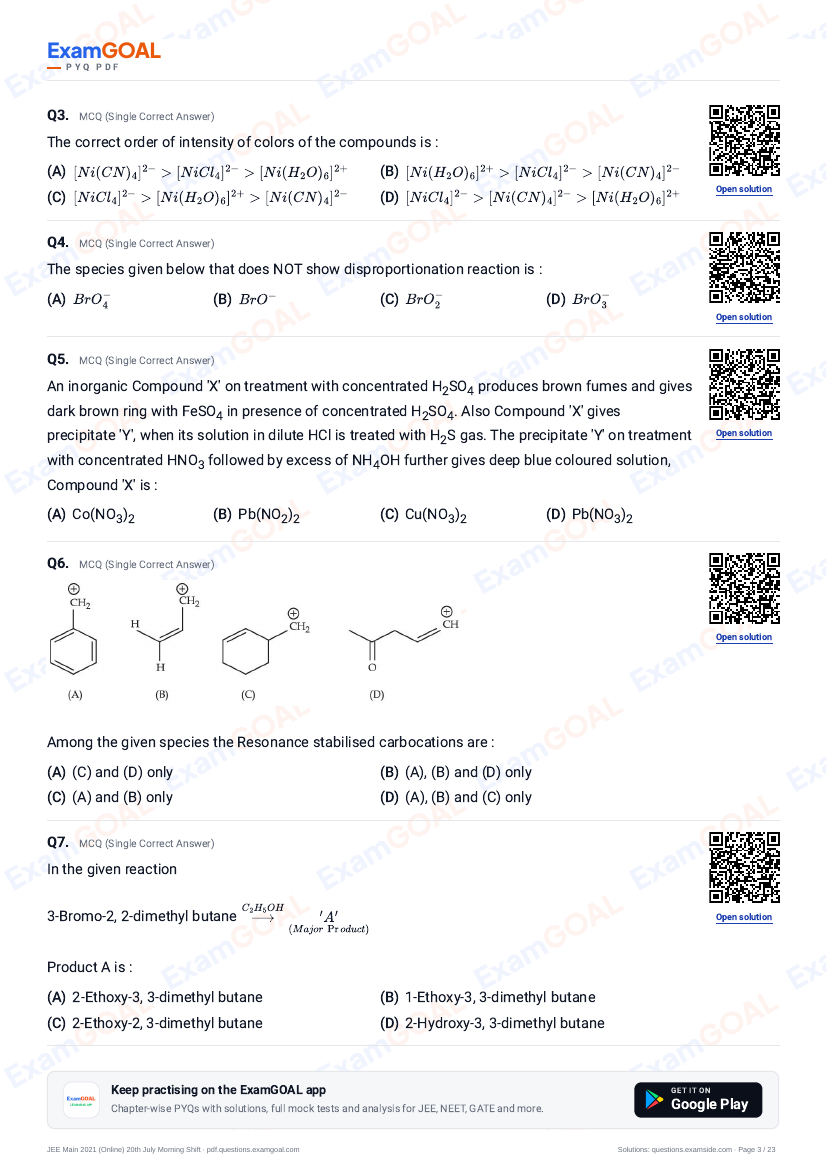 ExamGOAL
PYQ PDF
Q3. MCQ (Single Correct Answer)
The correct order of intensity of colors of the compounds is :
(A) [Ni(CN)₄]²⁻ > [NiCl₄]²⁻ > [Ni(H₂O)₆]²⁺ (B) [Ni(H₂O)₆]²⁺ > [NiCl₄]²⁻ > [Ni(CN)₄]²⁻
Open solution
(C) [NiCl₄]²⁻ > [Ni(H₂O)₆]²⁺ > [Ni(CN)₄]²⁻ (D) [NiCl₄]²⁻ > [Ni(CN)₄]²⁻ > [Ni(H₂O)₆]²⁺
Q4. MCQ (Single Correct Answer)
The species given below that does NOT show disproportionation reaction is :
(A) BrO₄⁻ (B) BrO⁻ (C) BrO₂⁻ (D) BrO₃⁻
Open solution
Q5. MCQ (Single Correct Answer)
An inorganic Compound 'X' on treatment with concentrated H₂SO₄ produces brown fumes and gives
dark brown ring with FeSO₄ in presence of concentrated H₂SO₄. Also Compound 'X' gives
precipitate 'Y', when its solution in dilute HCl is treated with H₂S gas. The precipitate 'Y' on treatment
Open solution
with concentrated HNO₃ followed by excess of NH₄OH further gives deep blue coloured solution,
Compound 'X' is :
(A) Co(NO₃)₂ (B) Pb(NO₂)₂ (C) Cu(NO₃)₂ (D) Pb(NO₃)₂
Q6. MCQ (Single Correct Answer)
⊕ ⊕
CH₂ CH₂
⊕ ⊕
H CH₂ CH
Open solution
H O
(A) (B) (C) (D)
Among the given species the Resonance stabilised carbocations are :
(A) (C) and (D) only (B) (A), (B) and (D) only
(C) (A) and (B) only (D) (A), (B) and (C) only
Q7. MCQ (Single Correct Answer)
In the given reaction
3-Bromo-2, 2-dimethyl butane C₂H₅OH → 'A'
(Major Product)
Open solution
Product A is :
(A) 2-Ethoxy-3, 3-dimethyl butane (B) 1-Ethoxy-3, 3-dimethyl butane
(C) 2-Ethoxy-2, 3-dimethyl butane (D) 2-Hydroxy-3, 3-dimethyl butane
ExamGOAL
Keep practising on the ExamGOAL app
Chapter-wise PYQs with solutions, full mock tests and analysis for JEE, NEET, GATE and more.
GET IT ON
Google Play
JEE Main 2021 (Online) 20th July Morning Shift · pdf.questions.examgoal.com
Solutions: questions.examside.com · Page 3 / 23